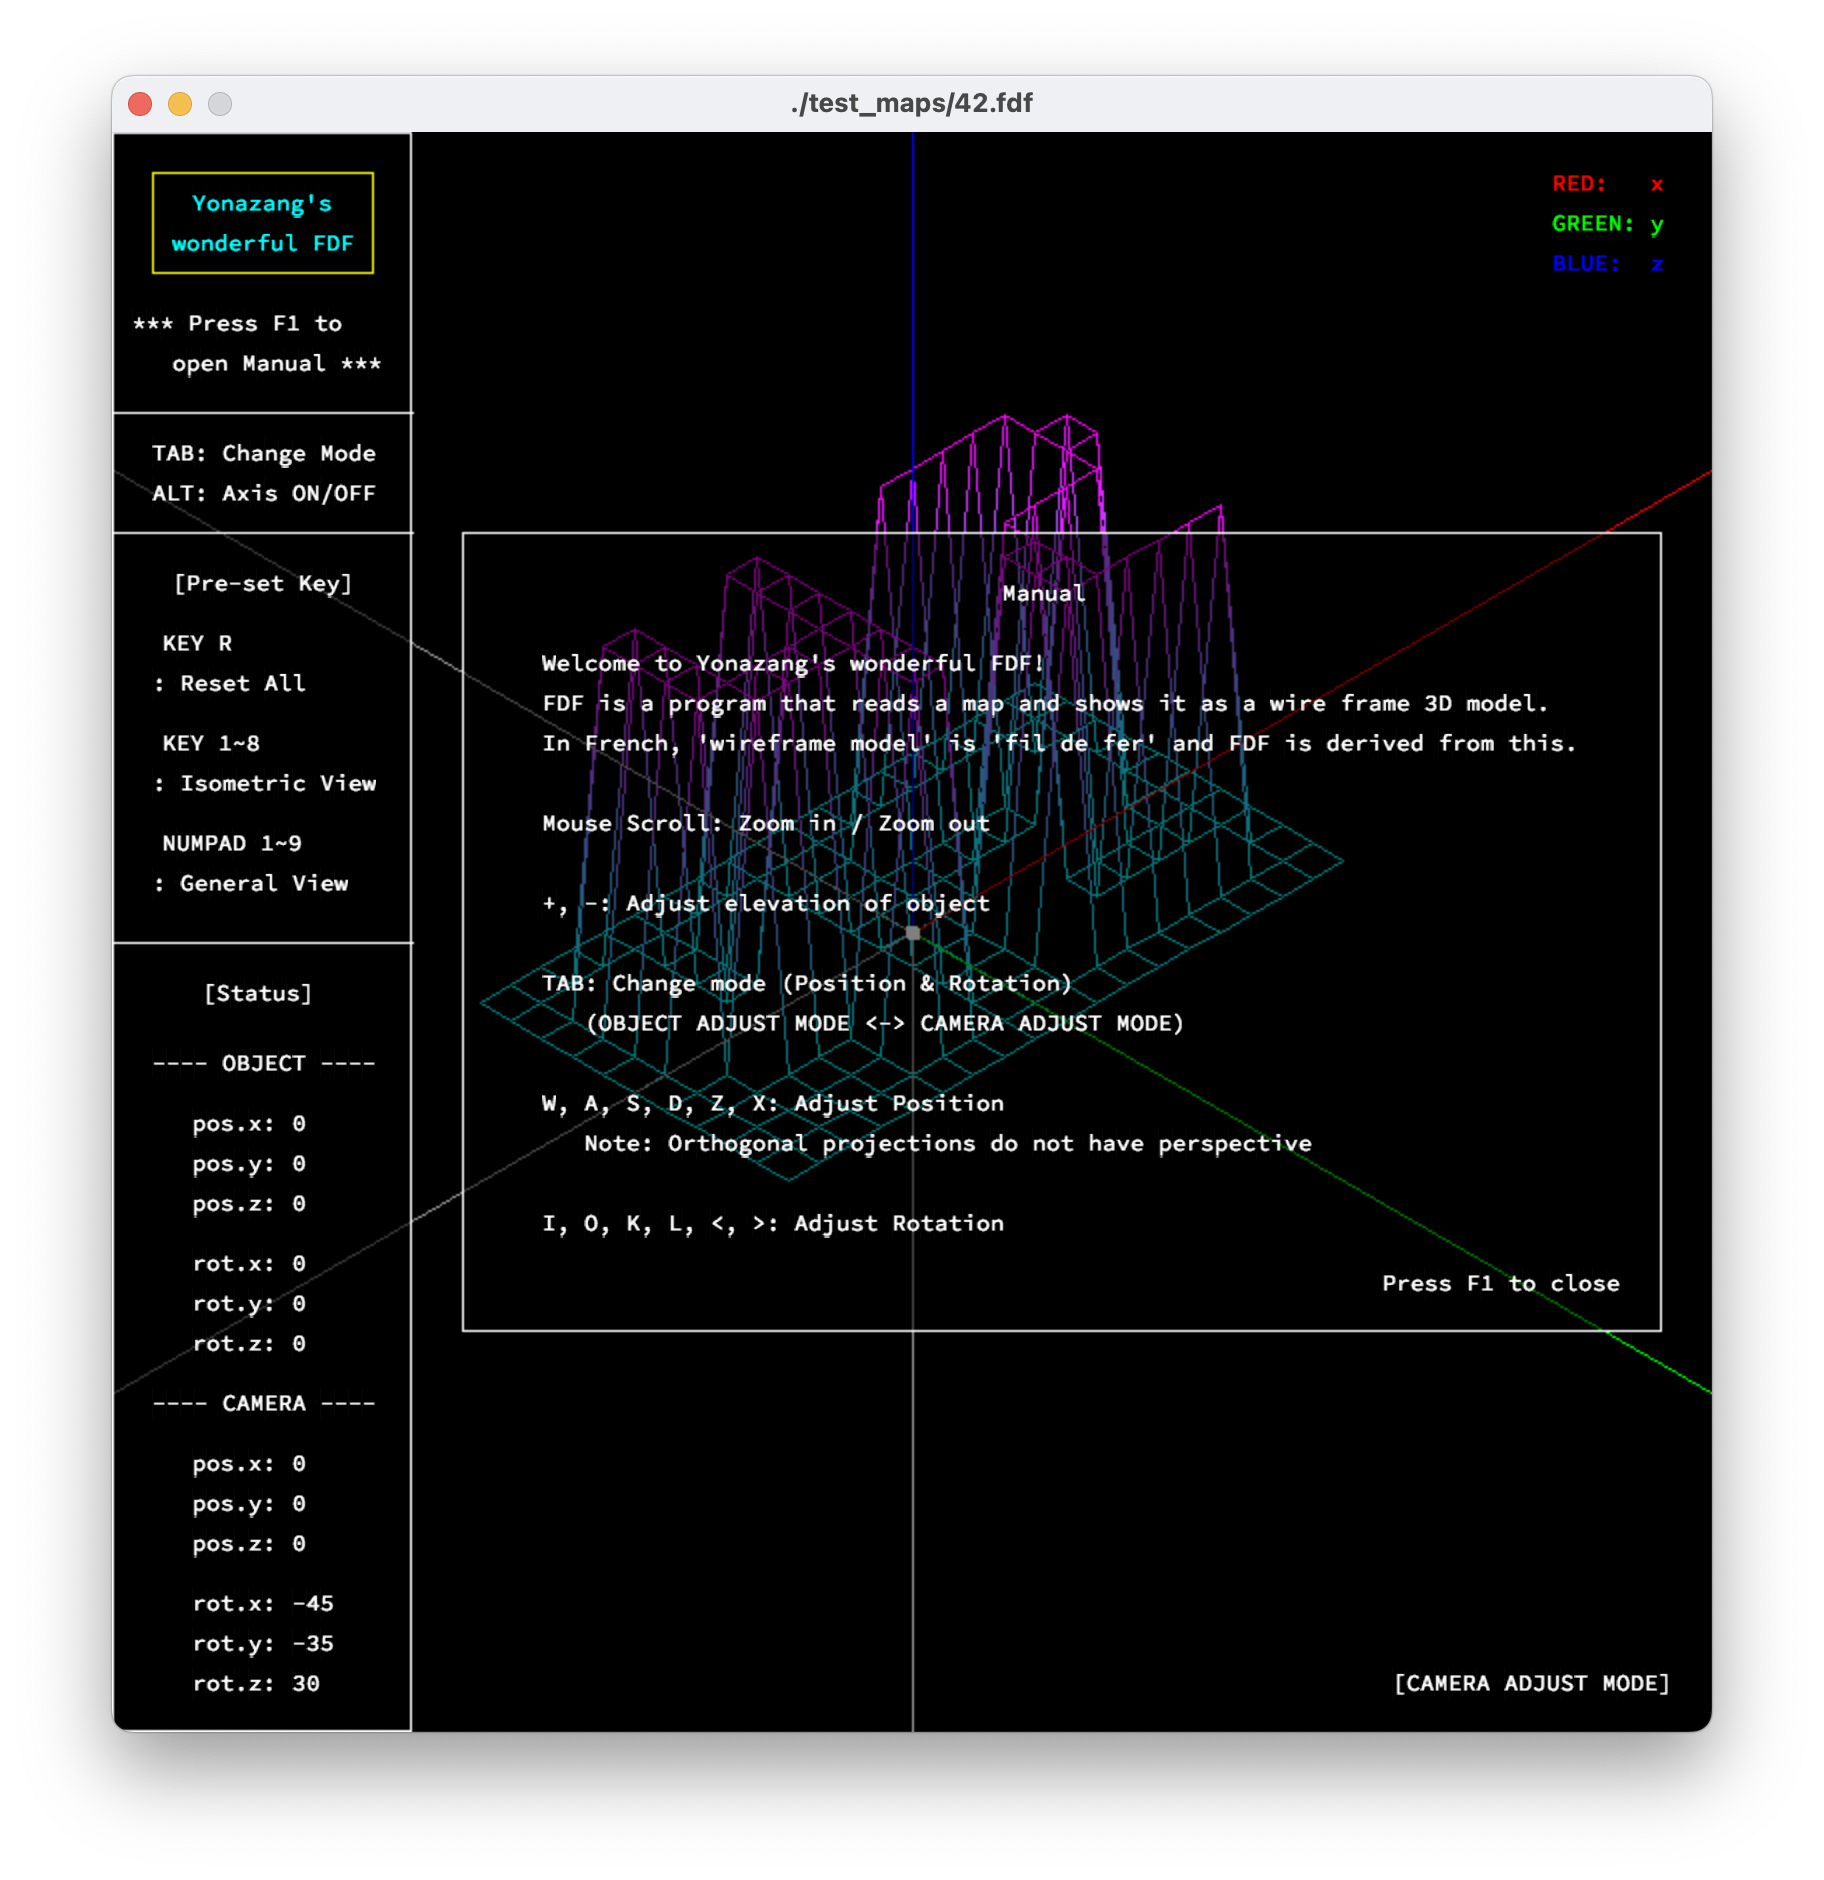 ./test_maps/42.fdf
Yonazang's
wonderful FDF
*** Press F1 to
open Manual ***
TAB: Change Mode
ALT: Axis ON/OFF
[Pre-set Key]
KEY R
: Reset All
KEY 1~8
: Isometric View
NUMPAD 1~9
: General View
[Status]
---- OBJECT ----
pos.x: 0
pos.y: 0
pos.z: 0
rot.x: 0
rot.y: 0
rot.z: 0
---- CAMERA ----
pos.x: 0
pos.y: 0
pos.z: 0
rot.x: -45
rot.y: -35
rot.z: 30
RED: x
GREEN: y
BLUE: z
Manual
Welcome to Yonazang's wonderful FDF!
FDF is a program that reads a map and shows it as a wire frame 3D model.
In French, 'wireframe model' is 'fil de fer' and FDF is derived from this.
Mouse Scroll: Zoom in / Zoom out
+, -: Adjust elevation of object
TAB: Change mode (Position & Rotation)
(OBJECT ADJUST MODE <-> CAMERA ADJUST MODE)
W, A, S, D, Z, X: Adjust Position
Note: Orthogonal projections do not have perspective
I, O, K, L, <, >: Adjust Rotation
Press F1 to close
[CAMERA ADJUST MODE]